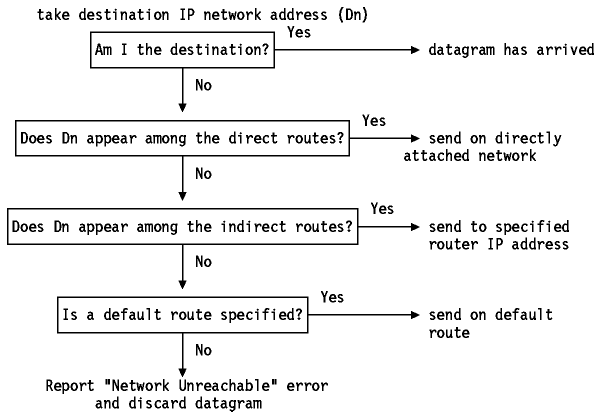 take destination IP network address (Dn)
Yes
Am I the destination?
datagram has arrived
No
Yes
Does Dn appear among the direct routes?
send on directly
attached network
No
Yes
Does Dn appear among the indirect routes?
send to specified
router IP address
No
Yes
Is a default route specified?
send on default
route
No
Report "Network Unreachable" error
and discard datagram